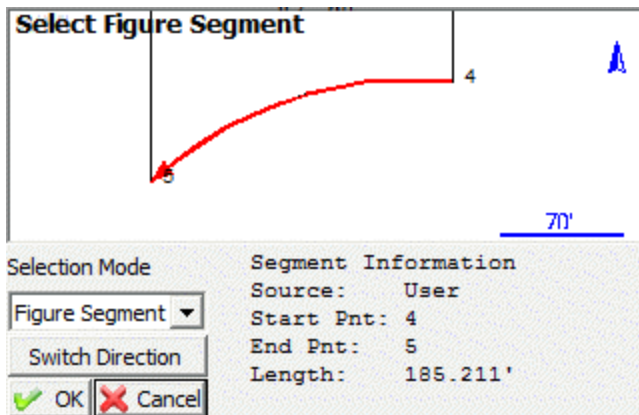 Select Figure Segment
4
5
70'
Selection Mode
Figure Segment
Switch Direction
OK
Cancel
Segment Information
Source: User
Start Pnt: 4
End Pnt: 5
Length: 185.211'